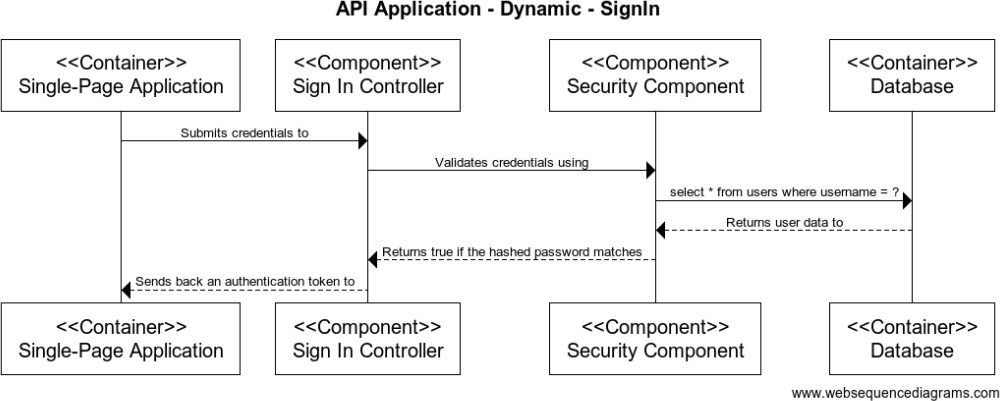 API Application - Dynamic - SignIn
<<Container>>
Single-Page Application
<<Component>>
Sign In Controller
<<Component>>
Security Component
<<Container>>
Database
Submits credentials to
Validates credentials using
select * from users where username = ?
Returns user data to
Returns true if the hashed password matches
Sends back an authentication token to
<<Container>>
Single-Page Application
<<Component>>
Sign In Controller
<<Component>>
Security Component
<<Container>>
Database
www.websequencediagrams.com